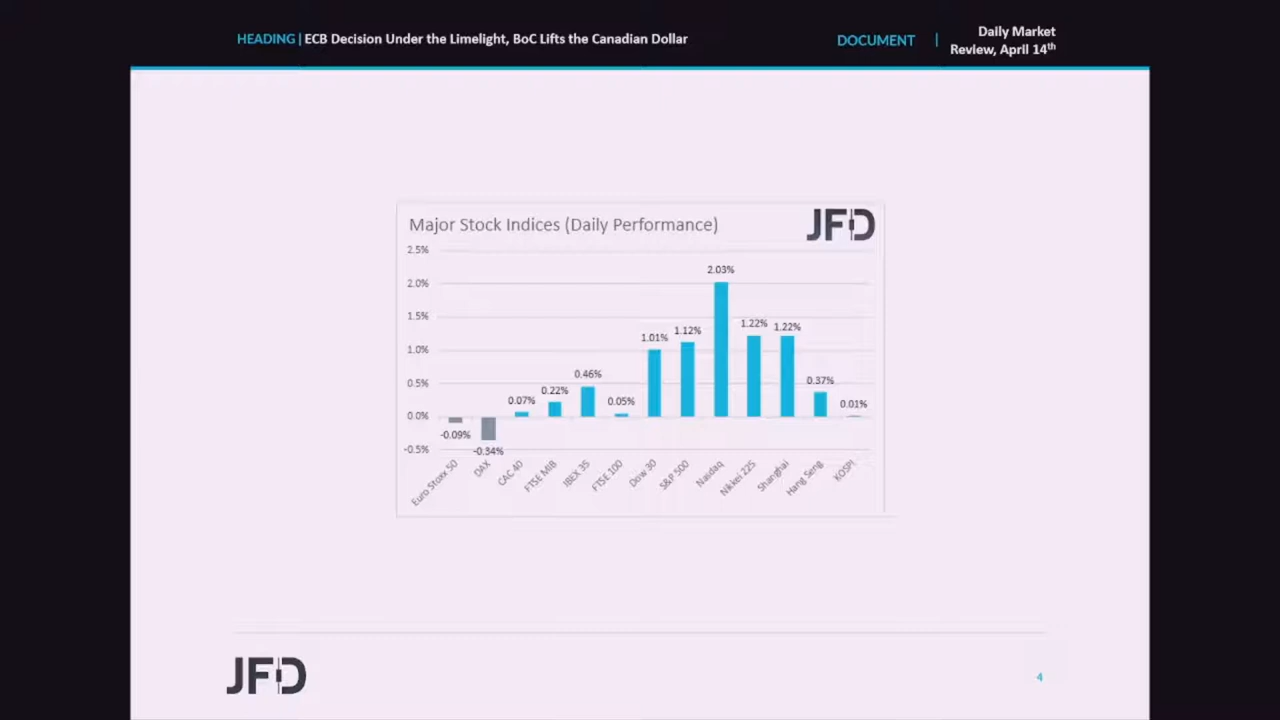 HEADING | ECB Decision Under the Limelight, BoC Lifts the Canadian Dollar
DOCUMENT |
Daily Market
Review, April 14th
Major Stock Indices (Daily Performance)
JFD
2.5%
2.0%
1.5%
1.0%
0.5%
0.0%
-0.5%
-0.09%
-0.34%
0.07%
0.22%
0.46%
0.05%
1.01%
1.12%
2.03%
1.22%
1.22%
0.37%
0.01%
Euro Stoxx 50
DAX
CAC 40
FTSE MIB
IBEX 35
FTSE 100
Dow 30
S&P 500
Nasdaq
Nikkei 225
Shanghai
Hang Seng
KOSPI
JFD
4